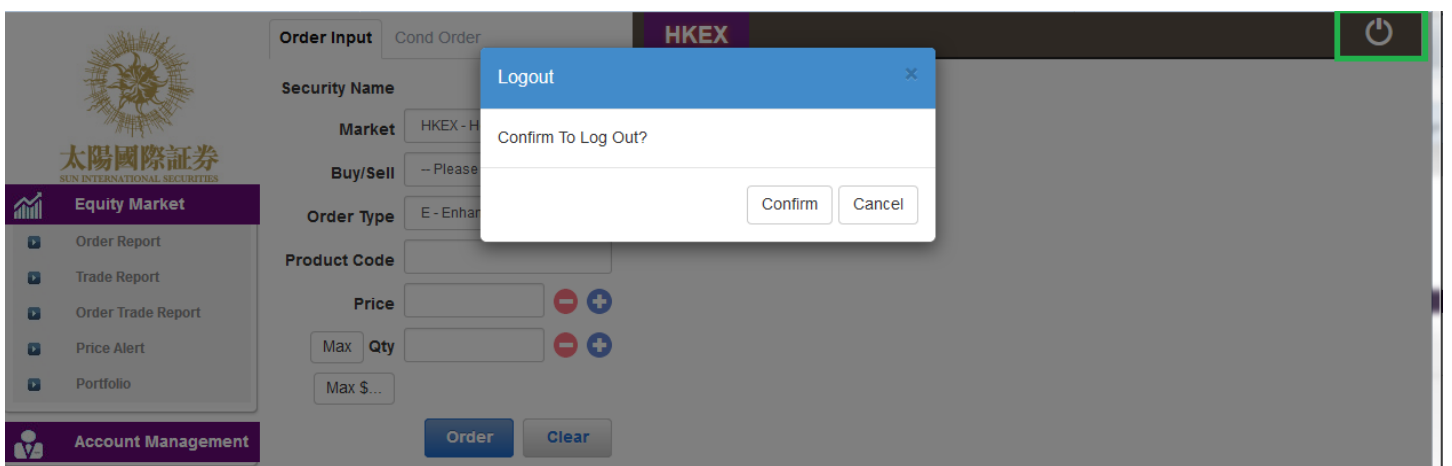 太陽國際証券
SUN INTERNATIONAL SECURITIES
Equity Market
Order Report
Trade Report
Order Trade Report
Price Alert
Portfolio
Account Management
Order Input
Cond Order
Security Name
Market
HKEX - H
Buy/Sell
-- Please
Order Type
E - Enhan
Product Code
Price
Max
Qty
Max $...
Order
Clear
HKEX
Logout
×
Confirm To Log Out?
Confirm
Cancel